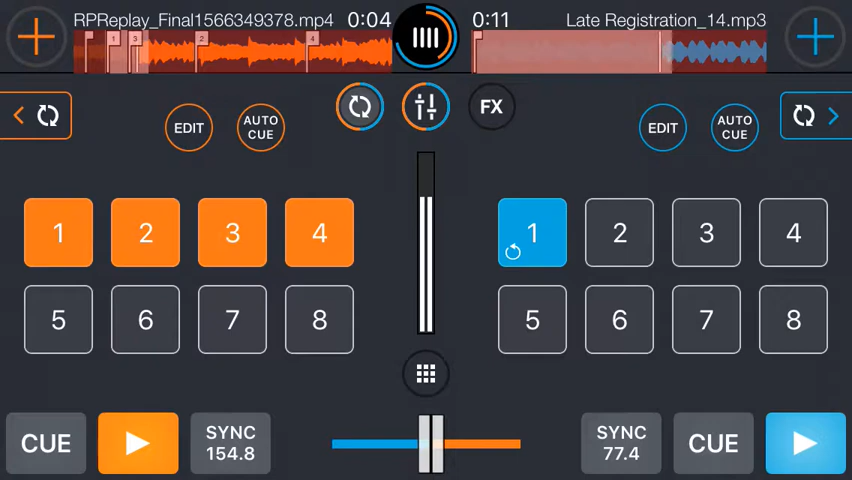 RPReplay_Final1566349378.mp4 0:04 0:11 Late Registration_14.mp3
1 3 2 4
EDIT AUTO CUE FX EDIT AUTO CUE
1 2 3 4 1 2 3 4
5 6 7 8 5 6 7 8
CUE SYNC 154.8 SYNC 77.4 CUE